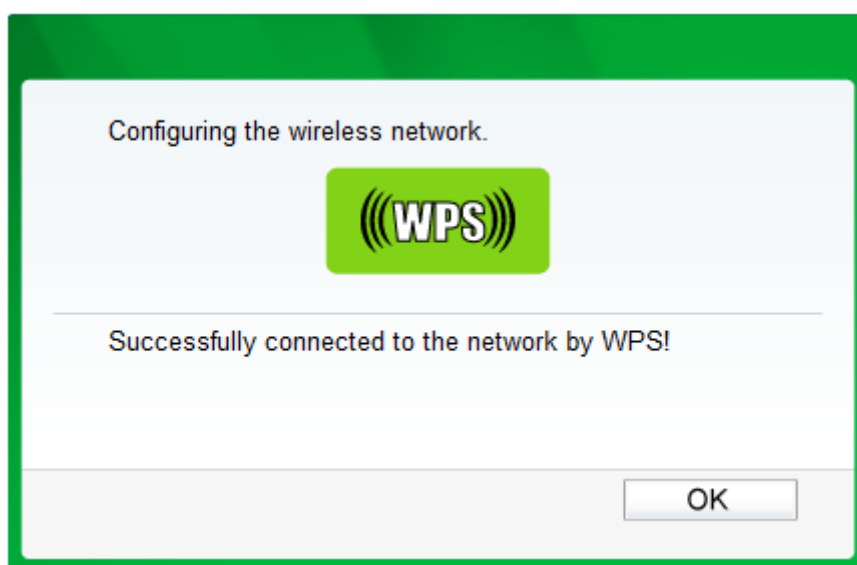 Configuring the wireless network.
WPS
Successfully connected to the network by WPS!
OK